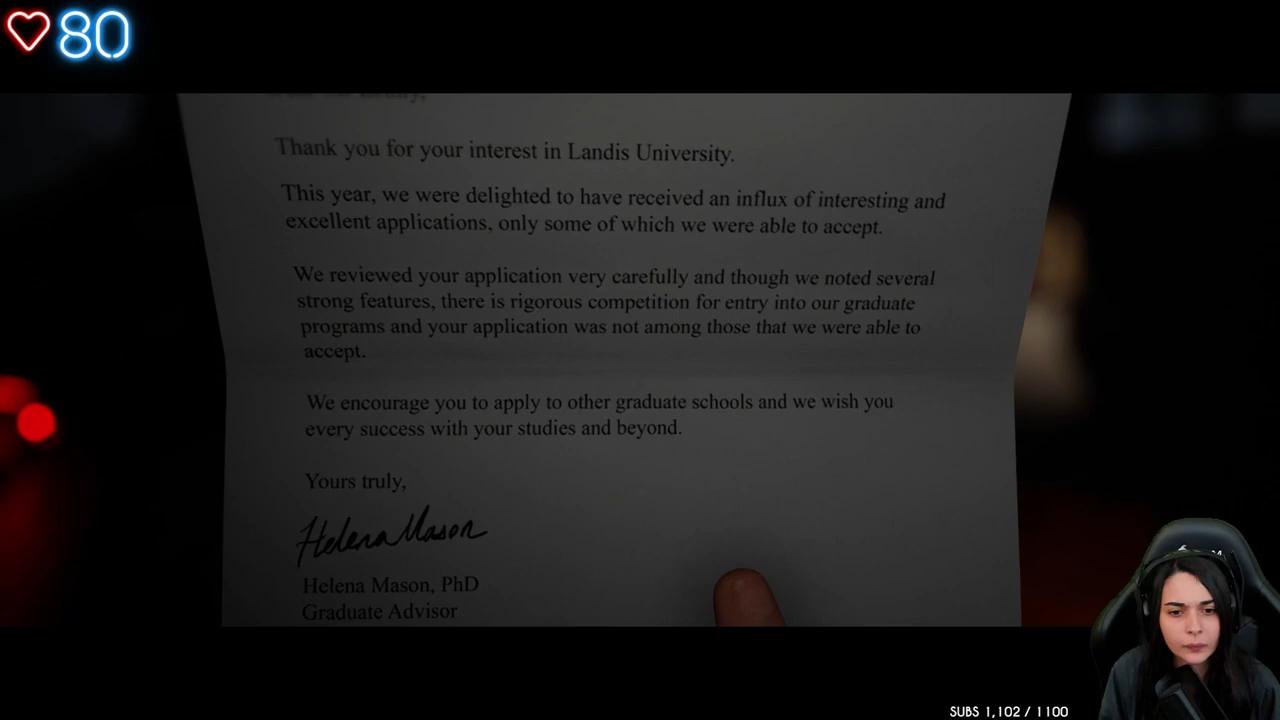 80
Thank you for your interest in Landis University.
This year, we were delighted to have received an influx of interesting and
excellent applications, only some of which we were able to accept.
We reviewed your application very carefully and though we noted several
strong features, there is rigorous competition for entry into our graduate
programs and your application was not among those that we were able to
accept.
We encourage you to apply to other graduate schools and we wish you
every success with your studies and beyond.
Yours truly,
Helena Mason
Helena Mason, PhD
Graduate Advisor
SUBS 1,102 / 1100